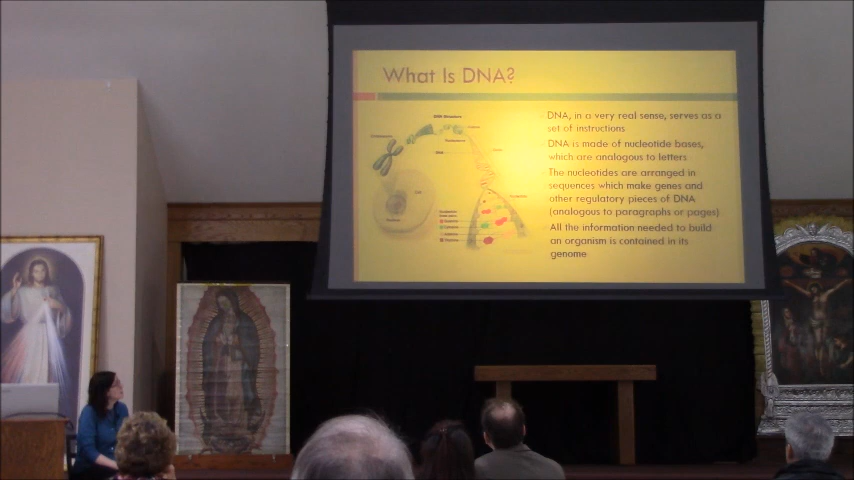 What Is DNA?
DNA, in a very real sense, serves as a
set of instructions
DNA is made of nucleotide bases,
which are analogous to letters
The nucleotides are arranged in
sequences which make genes and
other regulatory pieces of DNA
(analogous to paragraphs or pages)
All the information needed to build
an organism is contained in its
genome